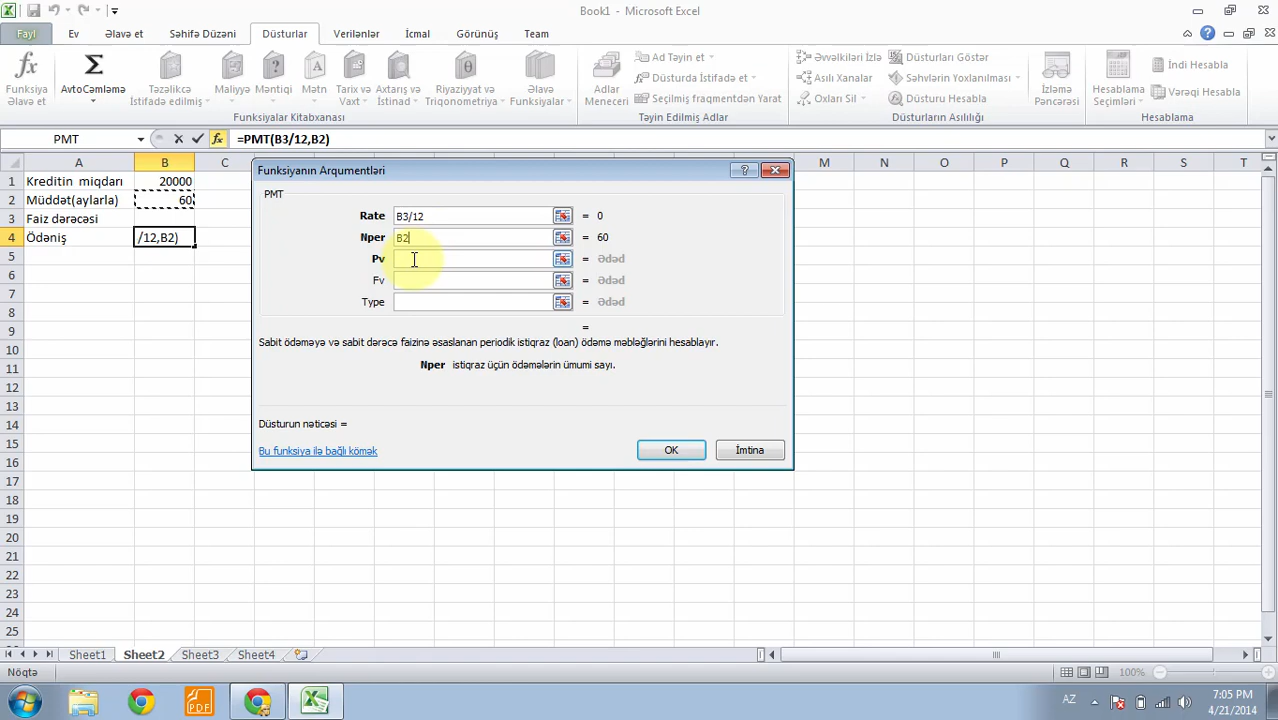 Book1 - Microsoft Excel
Fayl Ev Əlavə et Səhifə Düzəni Düsturlar Verilənlər İcmal Görünüş Team
Funksiya Əlavə et
AvtoCəmləmə
Təzəlikcə İstifadə edilmiş
Maliyyə
Məntiqi
Mətn
Tarix və Vaxt
Axtarış və İstinad
Riyaziyyat və Triqonometriya
Əlavə Funksiyalar
Funksiyalar Kitabxanası
Adlar Meneceri
Ad Təyin et
Düsturda İstifadə et
Seçilmiş fraqmentdən Yarat
Təyin Edilmiş Adlar
Əvvəlkiləri İzlə
Asılı Xanalar
Oxları Sil
Düsturları Göstər
Səhvlərin Yoxlanılması
Düsturu Hesabla
Düsturların Asılılığı
İzləmə Pəncərəsi
Hesablama Seçimləri
İndi Hesabla
Vərəqi Hesabla
Hesablama
PMT fx =PMT(B3/12,B2)
A B C M N O P Q R S T
1 Kreditin miqdarı 20000
2 Müddət(aylarla) 60
3 Faiz dərəcəsi
4 Ödəniş /12,B2)
5
6
7
8
9
10
11
12
13
14
15
16
17
18
19
20
21
22
23
24
25
Funksiyanın Arqumentləri
PMT
Rate B3/12 = 0
Nper B2 = 60
Pv = Ədəd
Fv = Ədəd
Type = Ədəd
=
Sabit ödəməyə və sabit dərəcə faizinə əsaslanan periodik istiqraz (loan) ödəmə məbləğlərini hesablayır.
Nper istiqraz üçün ödəmələrin ümumi sayı.
Düsturun nəticəsi =
Bu funksiya ilə bağlı kömək
OK İmtina
Sheet1 Sheet2 Sheet3 Sheet4
Nöqtə 100%
PDF
AZ
7:05 PM
4/21/2014